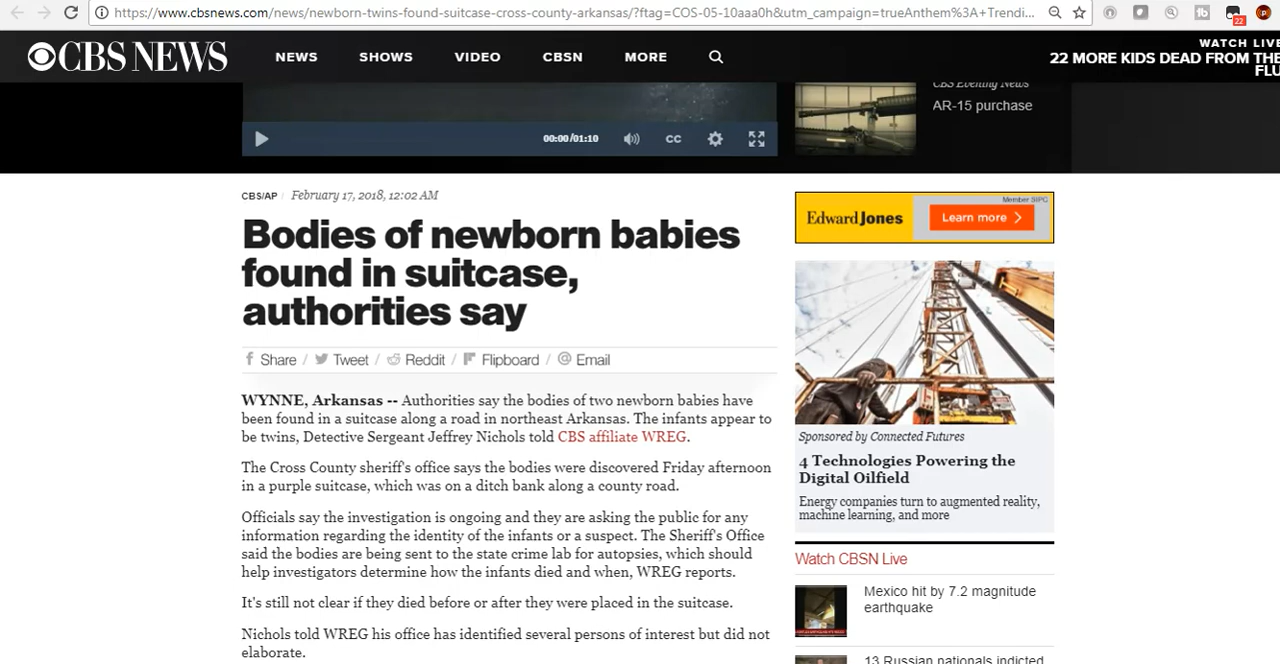 https://www.cbsnews.com/news/newborn-twins-found-suitcase-cross-county-arkansas/?ftag=COS-05-10aaa0h&utm_campaign=trueAnthem%3A+Trendi...
22
CBS NEWS
NEWS SHOWS VIDEO CBSN MORE
WATCH LIVE
22 MORE KIDS DEAD FROM THE
FLU
00:00/01:10 CC
CBS Evening News
AR-15 purchase
CBS/AP / February 17, 2018, 12:02 AM
Bodies of newborn babies
found in suitcase,
authorities say
Share / Tweet / Reddit / Flipboard / Email
WYNNE, Arkansas -- Authorities say the bodies of two newborn babies have
been found in a suitcase along a road in northeast Arkansas. The infants appear to
be twins, Detective Sergeant Jeffrey Nichols told CBS affiliate WREG.
The Cross County sheriff's office says the bodies were discovered Friday afternoon
in a purple suitcase, which was on a ditch bank along a county road.
Officials say the investigation is ongoing and they are asking the public for any
information regarding the identity of the infants or a suspect. The Sheriff's Office
said the bodies are being sent to the state crime lab for autopsies, which should
help investigators determine how the infants died and when, WREG reports.
It's still not clear if they died before or after they were placed in the suitcase.
Nichols told WREG his office has identified several persons of interest but did not
elaborate.
Member SIPC
Edward Jones
Learn more
Sponsored by Connected Futures
4 Technologies Powering the
Digital Oilfield
Energy companies turn to augmented reality,
machine learning, and more
Watch CBSN Live
Mexico hit by 7.2 magnitude
earthquake
13 Russian nationals indicted